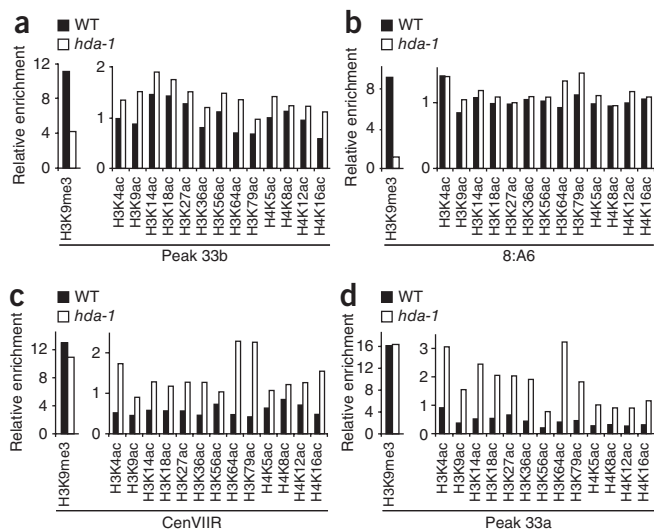 a
WT
hda-1
Relative enrichment
12
8
4
0
2
1
0
H3K9me3
H3K4ac
H3K9ac
H3K14ac
H3K18ac
H3K27ac
H3K36ac
H3K56ac
H3K64ac
H3K79ac
H4K5ac
H4K8ac
H4K12ac
H4K16ac
Peak 33b
b
WT
hda-1
Relative enrichment
8
4
0
1
0
H3K9me3
H3K4ac
H3K9ac
H3K14ac
H3K18ac
H3K27ac
H3K36ac
H3K56ac
H3K64ac
H3K79ac
H4K5ac
H4K8ac
H4K12ac
H4K16ac
8:A6
c
WT
hda-1
Relative enrichment
12
8
4
0
2
1
0
H3K9me3
H3K4ac
H3K9ac
H3K14ac
H3K18ac
H3K27ac
H3K36ac
H3K56ac
H3K64ac
H3K79ac
H4K5ac
H4K8ac
H4K12ac
H4K16ac
CenVIIR
d
WT
hda-1
Relative enrichment
16
12
8
4
0
3
2
1
0
H3K9me3
H3K4ac
H3K9ac
H3K14ac
H3K18ac
H3K27ac
H3K36ac
H3K56ac
H3K64ac
H3K79ac
H4K5ac
H4K8ac
H4K12ac
H4K16ac
Peak 33a